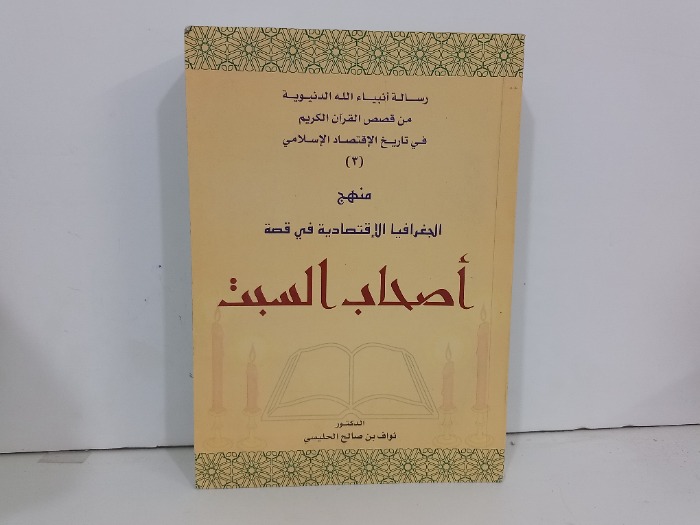 رسالة أنبياء الله الدنيوية
من قصص القرآن الكريم
في تاريخ الإقتصاد الإسلامي
(٣)
منهج
الجغرافيا الإقتصادية في قصة
أصحاب السبت
الدكتور
نواف بن صالح الحليسي